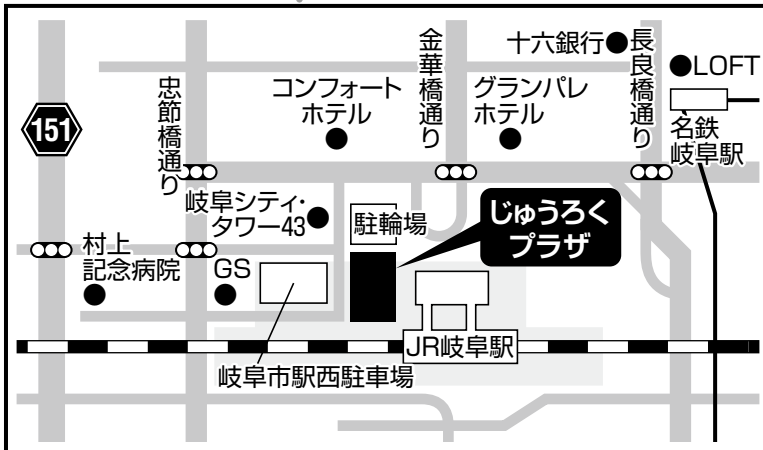 十六銀行
LOFT
長良橋通り
金華橋通り
忠節橋通り
151
コンフォート
ホテル
グランパレ
ホテル
名鉄
岐阜駅
岐阜シティ・
タワー43
駐輪場
じゅうろく
プラザ
村上
記念病院
GS
JR岐阜駅
岐阜市駅西駐車場